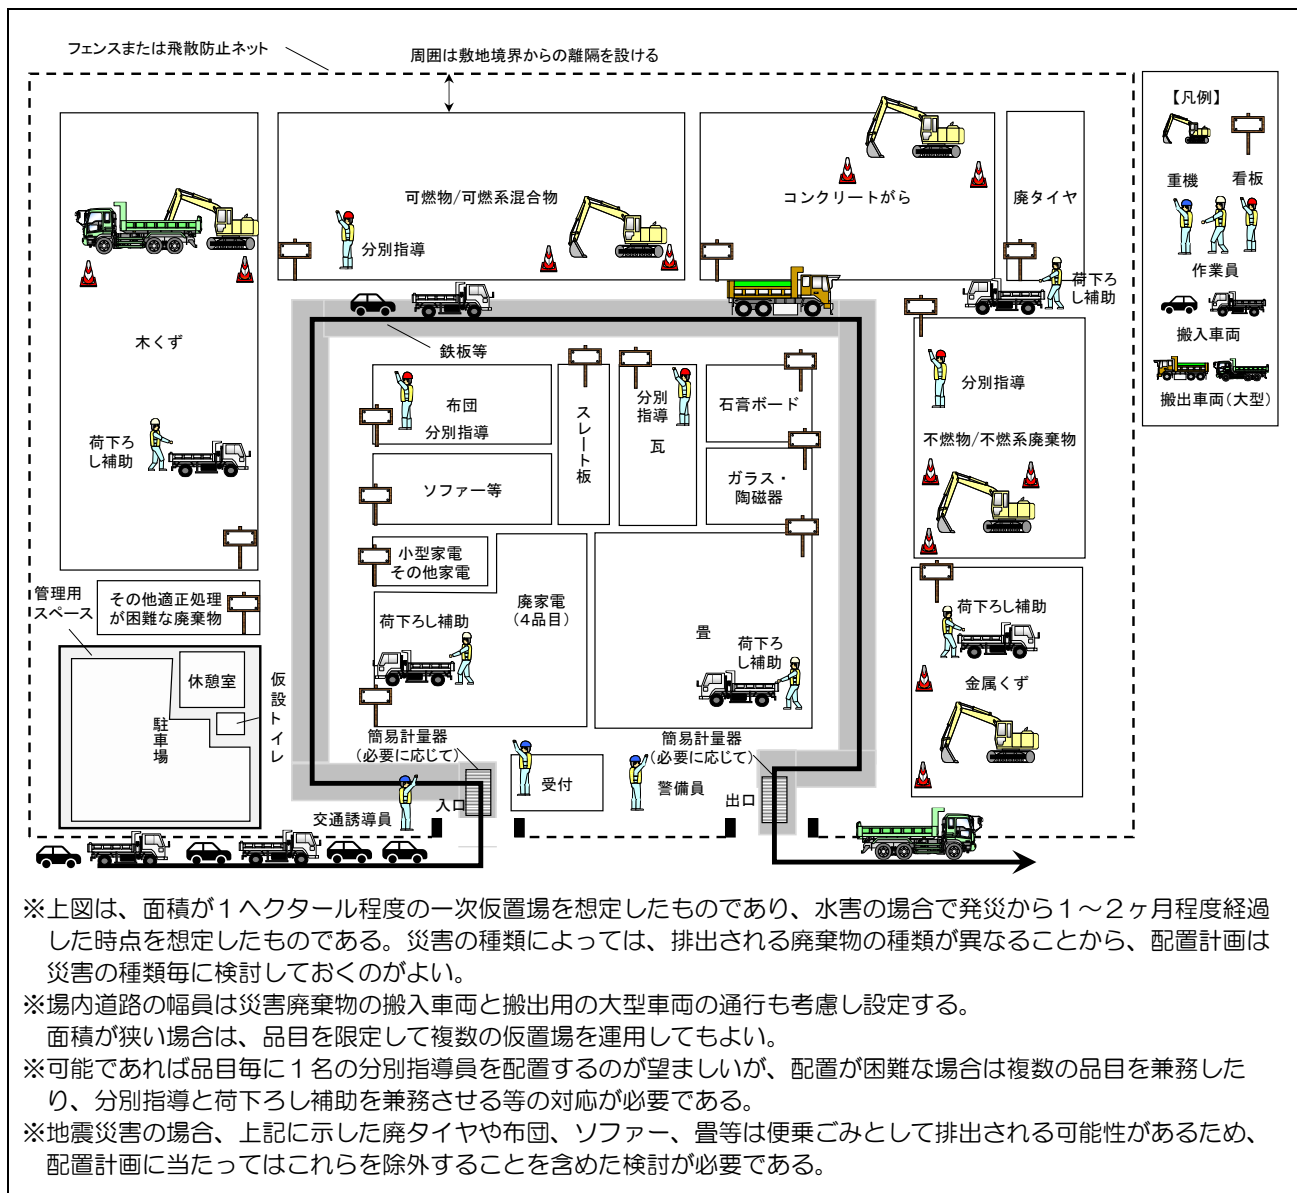 フェンスまたは飛散防止ネット
周囲は敷地境界からの離隔を設ける
【凡例】
重機
看板
作業員
搬入車両
搬出車両(大型)
可燃物/可燃系混合物
分別指導
コンクリートがら
廃タイヤ
荷下ろ
し補助
木くず
鉄板等
布団
分別指導
スレート板
分別
指導
瓦
石膏ボード
分別指導
荷下ろ
し補助
ソファー等
ガラス・
陶磁器
不燃物/不燃系廃棄物
小型家電
その他家電
管理用
スペース
その他適正処理
が困難な廃棄物
廃家電
(4品目)
荷下ろし補助
畳
荷下ろ
し補助
荷下ろし補助
金属くず
休憩室
仮設トイレ
駐車場
簡易計量器
(必要に応じて)
簡易計量器
(必要に応じて)
受付
警備員
入口
出口
交通誘導員
※上図は、面積が1ヘクタール程度の一次仮置場を想定したものであり、水害の場合で発災から1~2ヶ月程度経過
した時点を想定したものである。災害の種類によっては、排出される廃棄物の種類が異なることから、配置計画は
災害の種類毎に検討しておくのがよい。
※場内道路の幅員は災害廃棄物の搬入車両と搬出用の大型車両の通行も考慮し設定する。
面積が狭い場合は、品目を限定して複数の仮置場を運用してもよい。
※可能であれば品目毎に1名の分別指導員を配置するのが望ましいが、配置が困難な場合は複数の品目を兼務した
り、分別指導と荷下ろし補助を兼務させる等の対応が必要である。
※地震災害の場合、上記に示した廃タイヤや布団、ソファー、畳等は便乗ごみとして排出される可能性があるため、
配置計画に当たってはこれらを除外することを含めた検討が必要である。